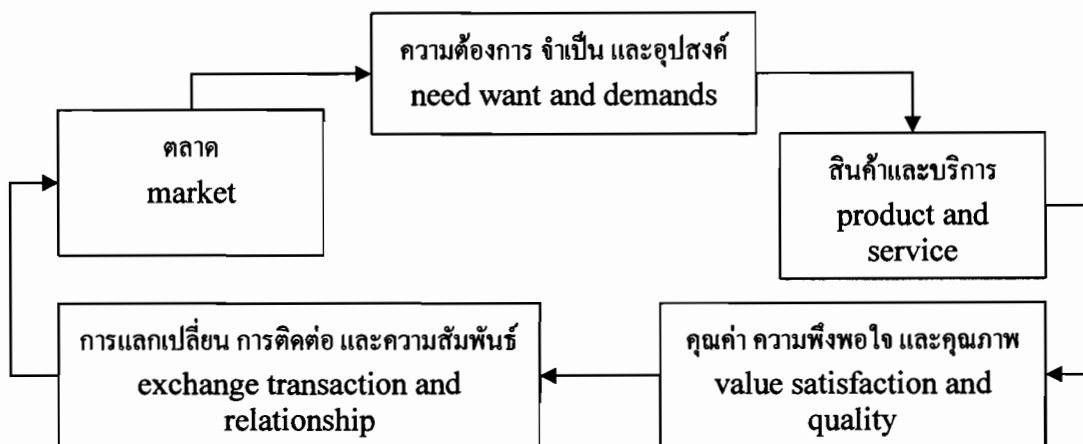 ความต้องการ จำเป็น และอุปสงค์
need want and demands
ตลาด
market
สินค้าและบริการ
product and
service
คุณค่า ความพึงพอใจ และคุณภาพ
value satisfaction and
quality
การแลกเปลี่ยน การติดต่อ และความสัมพันธ์
exchange transaction and
relationship